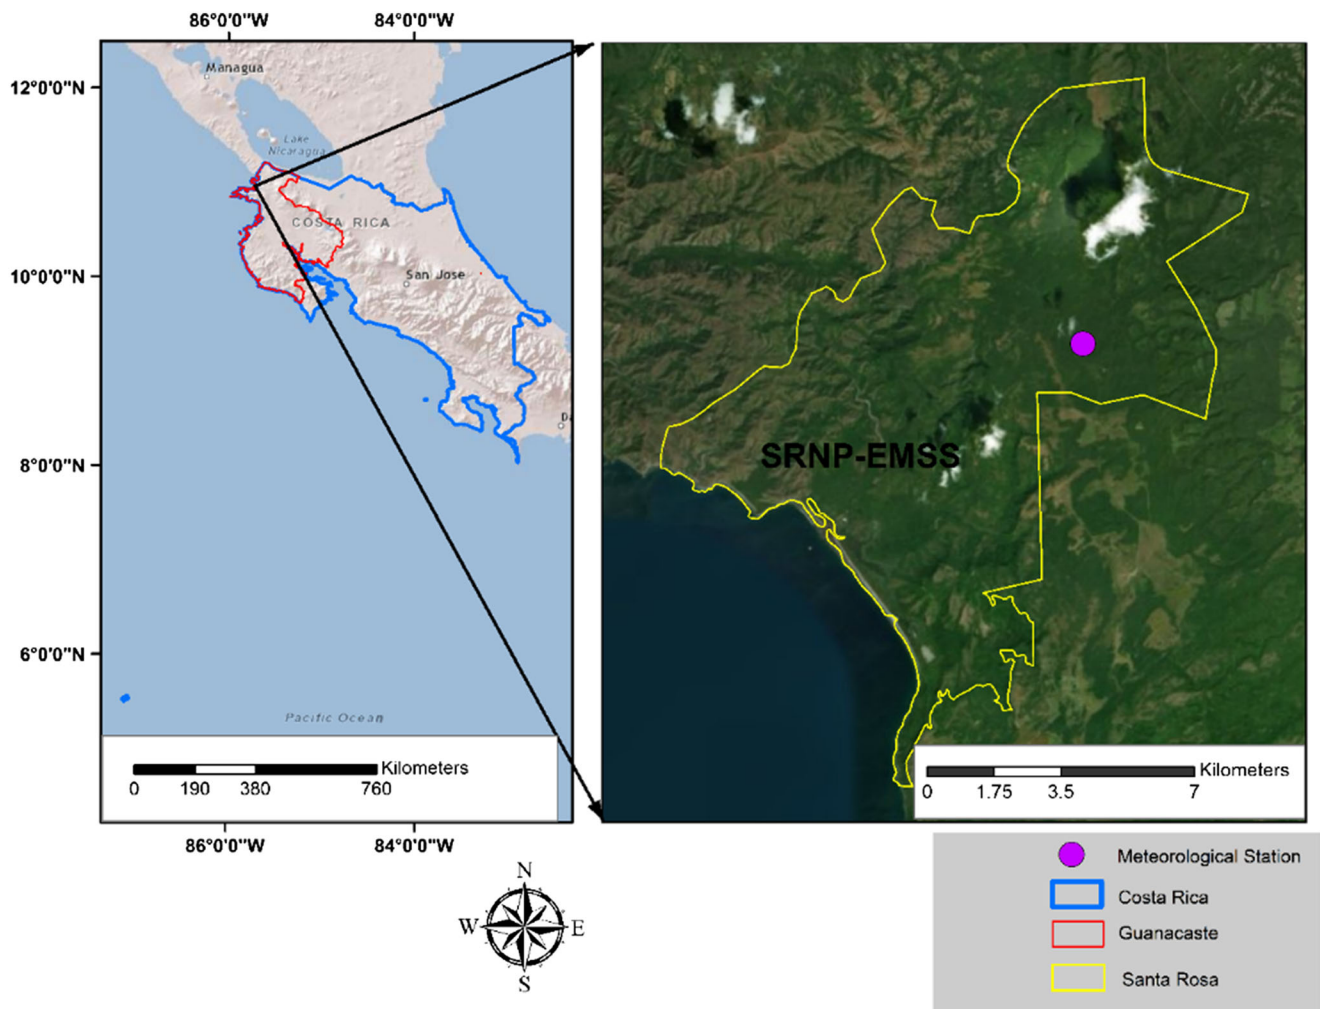 86°0'0"W
84°0'0"W
12°0'0"N
10°0'0"N
8°0'0"N
6°0'0"N
Managua
Lake
Nicaragua
COSTA RICA
San Jose
Da
Pacific Ocean
Kilometers
0
190
380
760
86°0'0"W
84°0'0"W
SRNP-EMSS
Kilometers
0
1.75
3.5
7
N
W
E
S
Meteorological Station
Costa Rica
Guanacaste
Santa Rosa